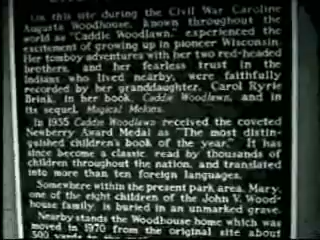 On this site during the Civil War Caroline
Augusta Woodhouse, known throughout the
world as "Caddie Woodlawn," experienced the
excitement of growing up in pioneer Wisconsin.
Her tomboy adventures with her two red-headed
brothers, and her fearless trust in the
Indians who lived nearby, were faithfully
recorded by her granddaughter, Carol Ryrie
Brink, in her book, Caddie Woodlawn, and in
its sequel, Magical Melons.
In 1935 Caddie Woodlawn received the coveted
Newberry Award Medal as "The most distin-
guished children's book of the year." It has
since become a classic read by thousands of
children throughout the nation, and translated
into more than ten foreign languages.
Somewhere within the present park area, Mary,
one of the eight children of the John V. Wood-
house family, is buried in an unmarked grave.
Nearby stands the Woodhouse home which was
moved in 1970 from the original site about
300 yards to the